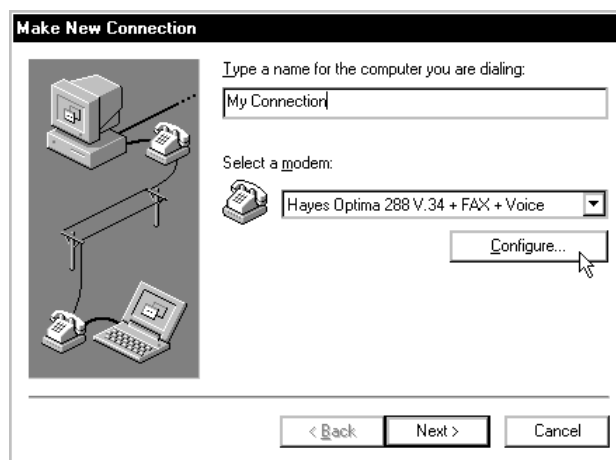 Make New Connection
Type a name for the computer you are dialing:
My Connection
Select a modem:
Hayes Optima 288 V.34 + FAX + Voice
Configure...
< Back
Next >
Cancel